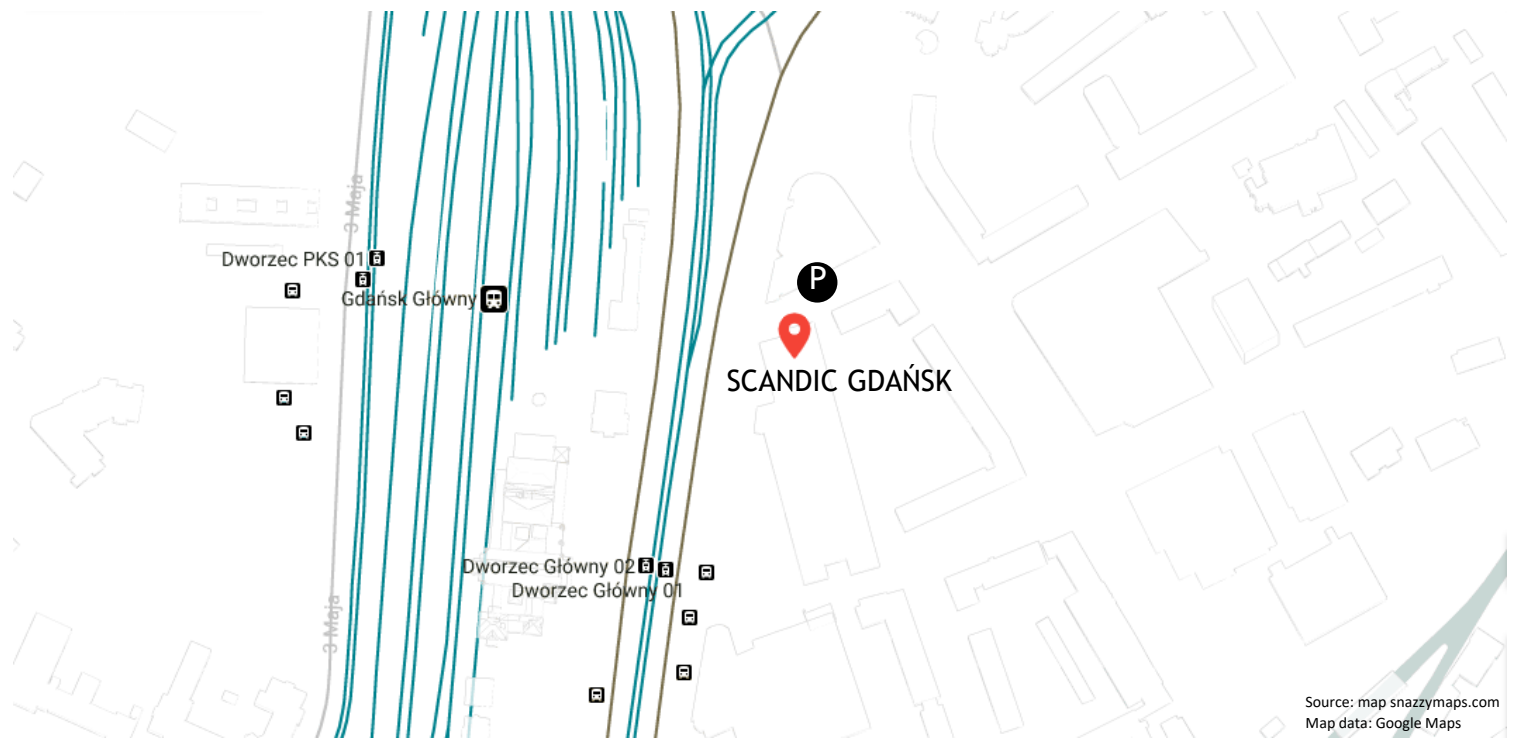 3 Maja
Dworzec PKS 01
Gdańsk Główny
P
SCANDIC GDAŃSK
Dworzec Główny 02
Dworzec Główny 01
3 Maja
Source: map snazzymaps.com
Map data: Google Maps